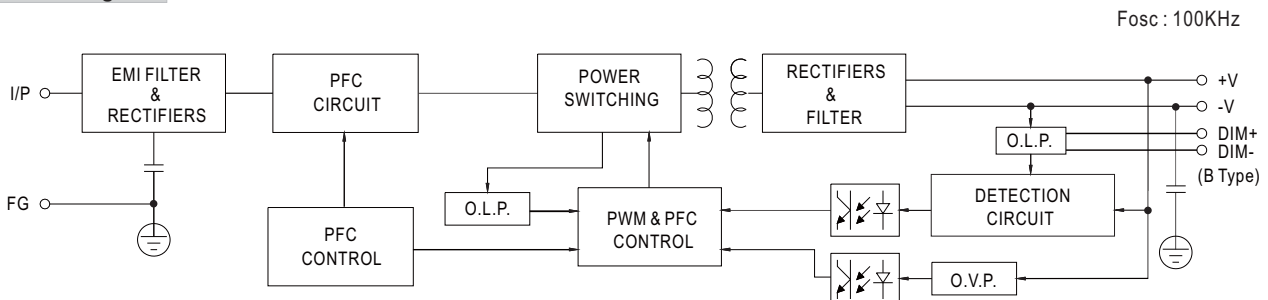 Fosc : 100KHz
I/P
EMI FILTER
&
RECTIFIERS
PFC
CIRCUIT
POWER
SWITCHING
RECTIFIERS
&
FILTER
+V
-V
DIM+
DIM-
(B Type)
O.L.P.
FG
O.L.P.
PFC
CONTROL
PWM & PFC
CONTROL
DETECTION
CIRCUIT
O.V.P.